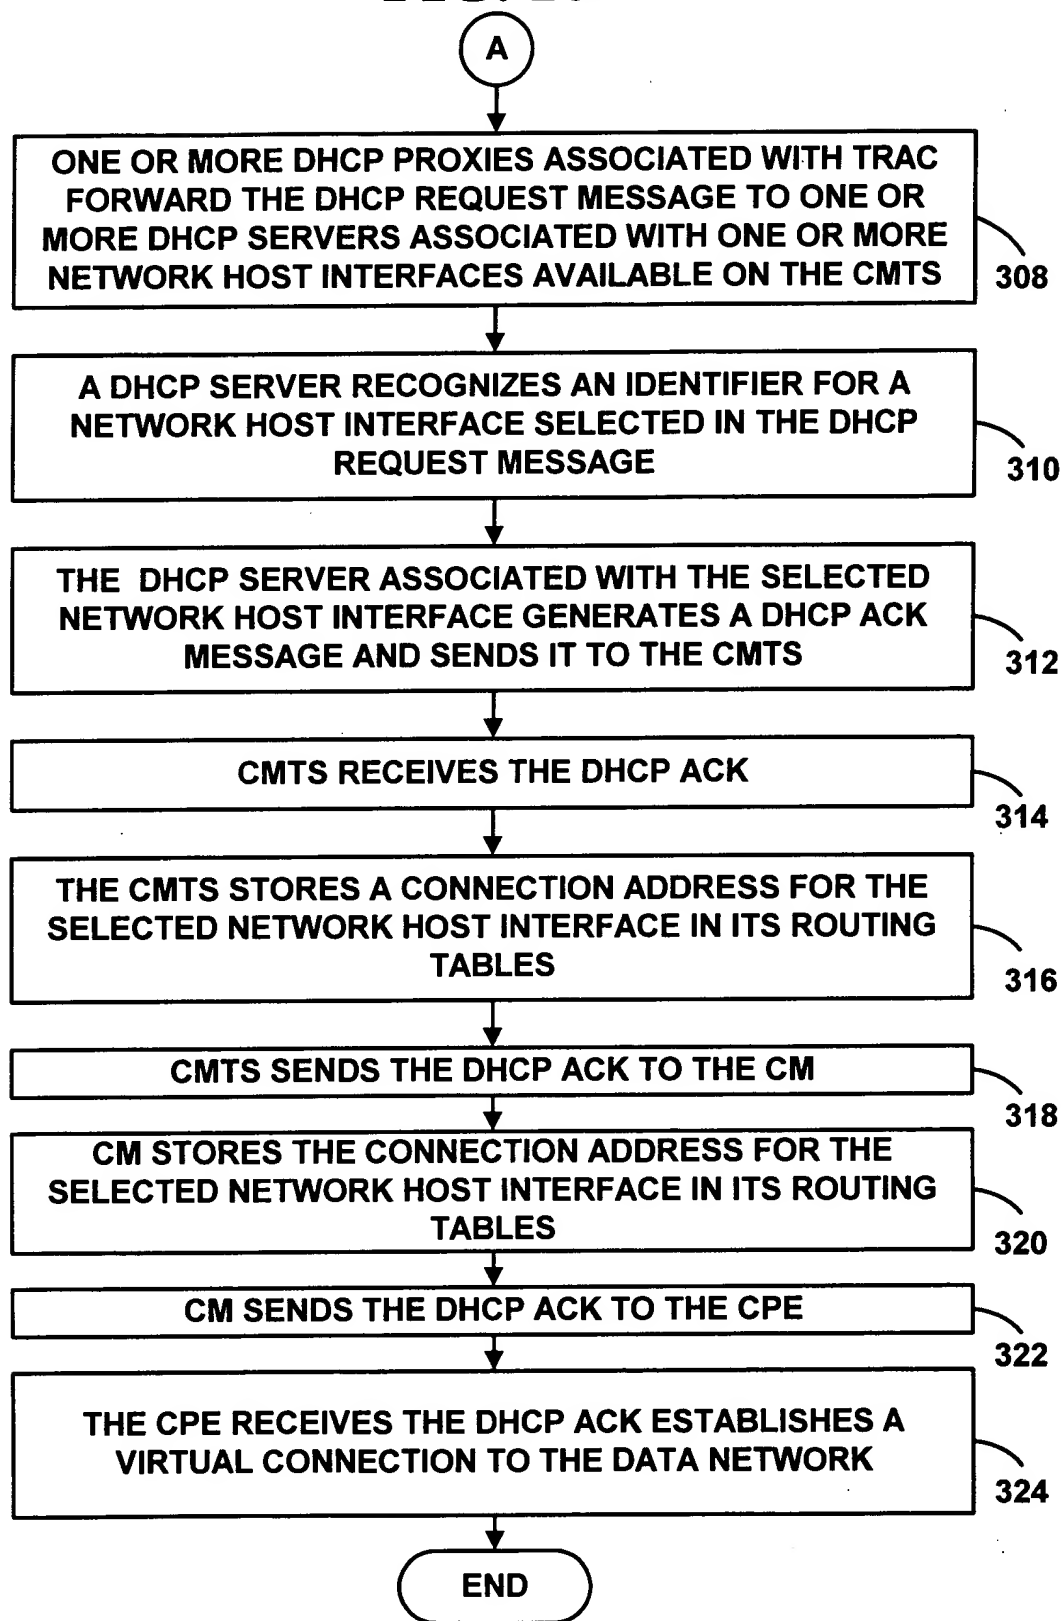 A
ONE OR MORE DHCP PROXIES ASSOCIATED WITH TRAC
FORWARD THE DHCP REQUEST MESSAGE TO ONE OR
MORE DHCP SERVERS ASSOCIATED WITH ONE OR MORE
NETWORK HOST INTERFACES AVAILABLE ON THE CMTS
308
A DHCP SERVER RECOGNIZES AN IDENTIFIER FOR A
NETWORK HOST INTERFACE SELECTED IN THE DHCP
REQUEST MESSAGE
310
THE DHCP SERVER ASSOCIATED WITH THE SELECTED
NETWORK HOST INTERFACE GENERATES A DHCP ACK
MESSAGE AND SENDS IT TO THE CMTS
312
CMTS RECEIVES THE DHCP ACK
314
THE CMTS STORES A CONNECTION ADDRESS FOR THE
SELECTED NETWORK HOST INTERFACE IN ITS ROUTING
TABLES
316
CMTS SENDS THE DHCP ACK TO THE CM
318
CM STORES THE CONNECTION ADDRESS FOR THE
SELECTED NETWORK HOST INTERFACE IN ITS ROUTING
TABLES
320
CM SENDS THE DHCP ACK TO THE CPE
322
THE CPE RECEIVES THE DHCP ACK ESTABLISHES A
VIRTUAL CONNECTION TO THE DATA NETWORK
324
END